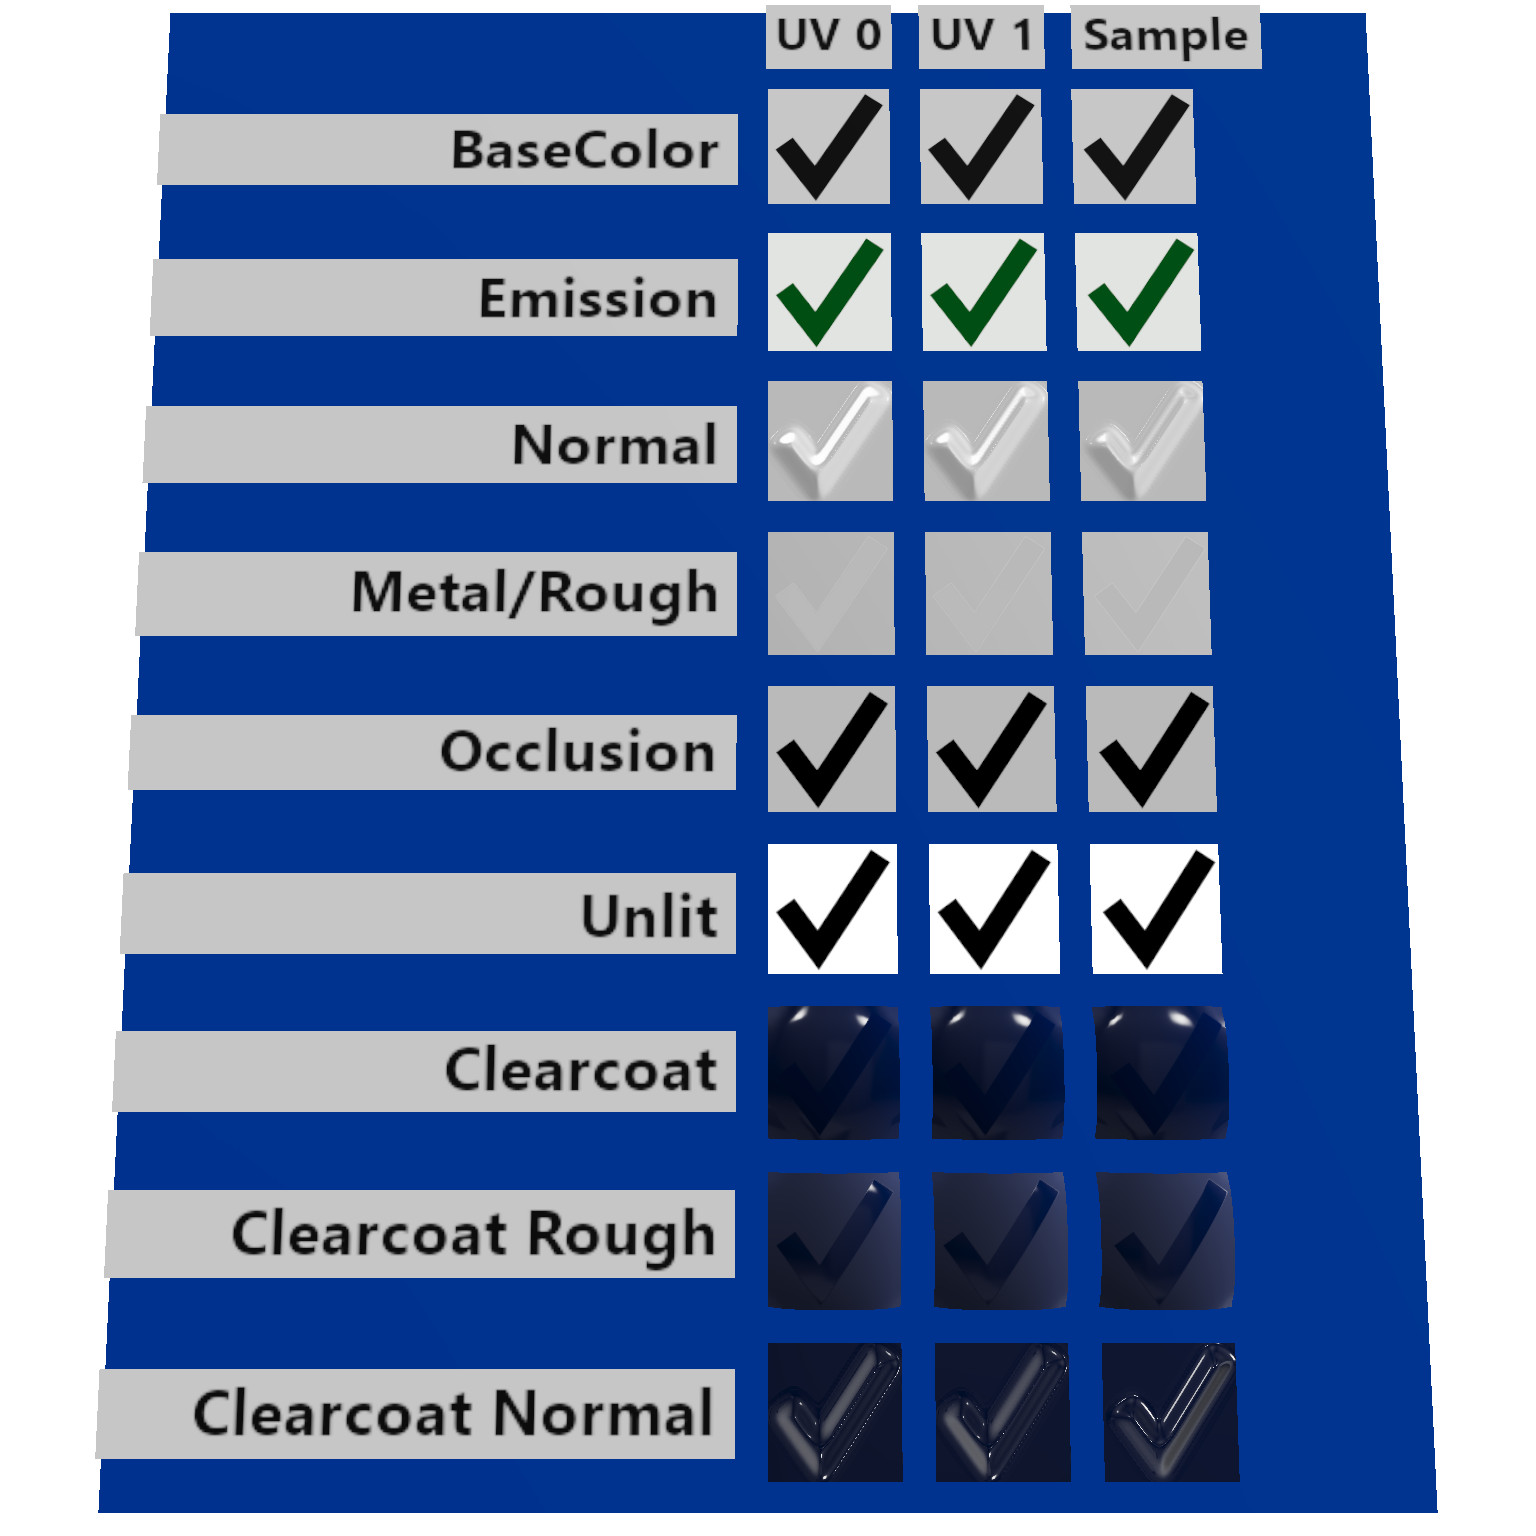 UV 0 UV 1 Sample
BaseColor
Emission
Normal
Metal/Rough
Occlusion
Unlit
Clearcoat
Clearcoat Rough
Clearcoat Normal